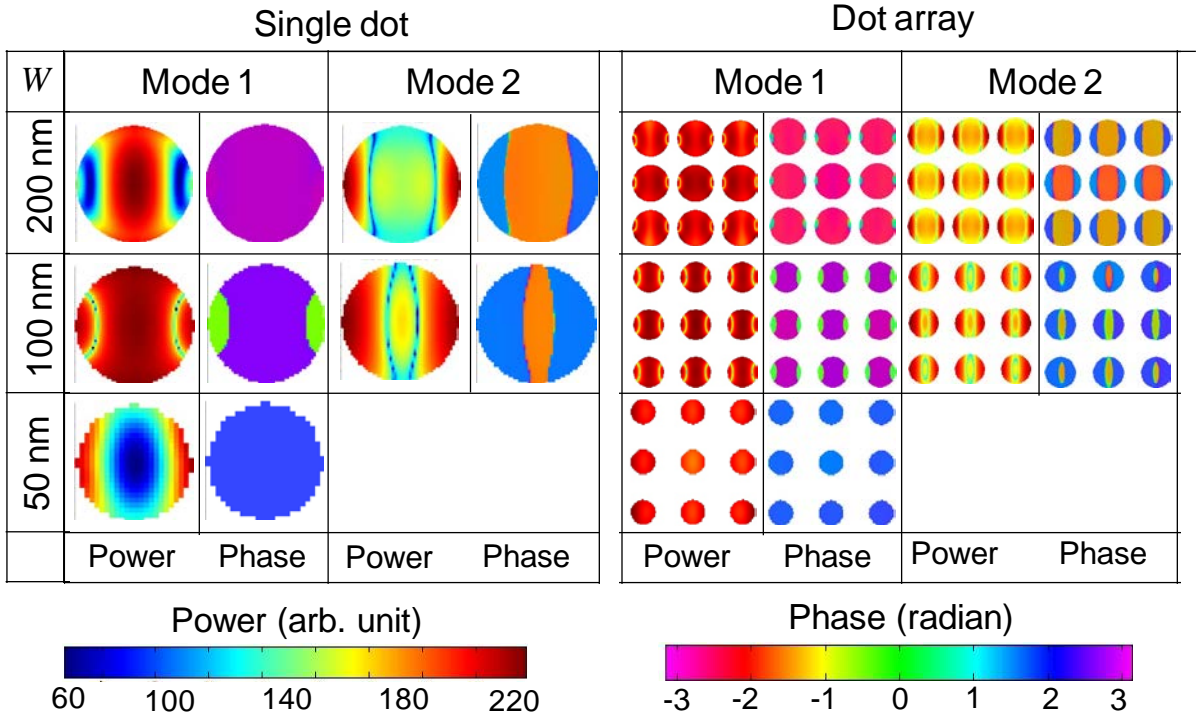 Single dot
Dot array
W Mode 1 Mode 2 Mode 1 Mode 2
200 nm
100 nm
50 nm
Power Phase Power Phase Power Phase Power Phase
Power (arb. unit)
60 100 140 180 220
Phase (radian)
-3 -2 -1 0 1 2 3